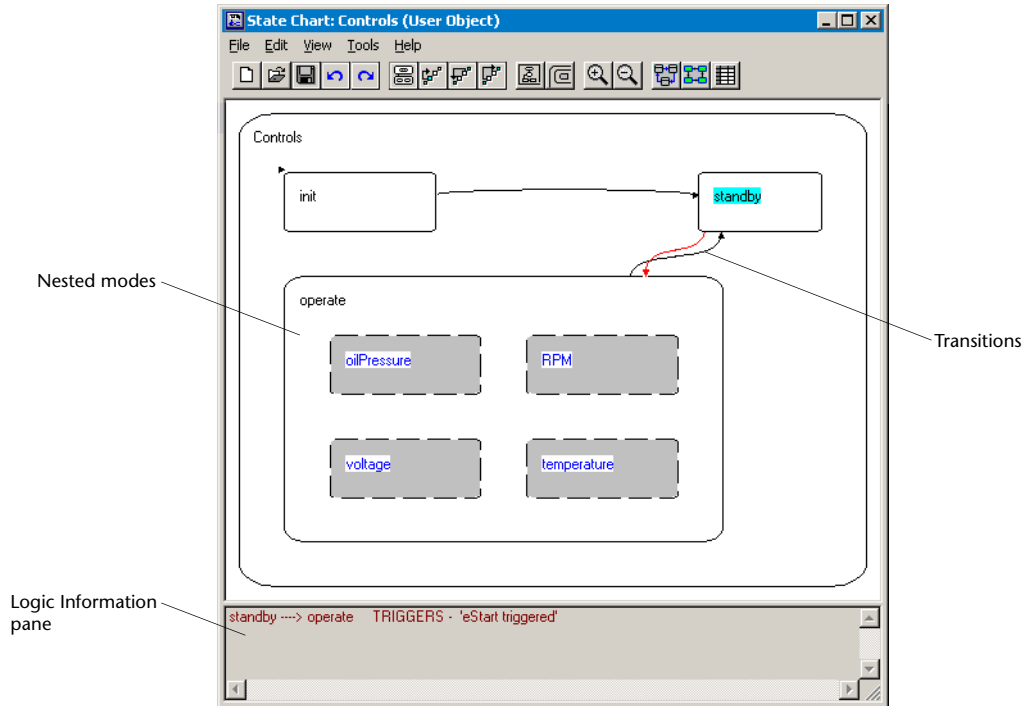 State Chart: Controls (User Object)
File Edit View Tools Help
Controls
init
standby
Nested modes
operate
Transitions
oilPressure
RPM
voltage
temperature
Logic Information
pane
standby ----> operate TRIGGERS - 'eStart triggered'